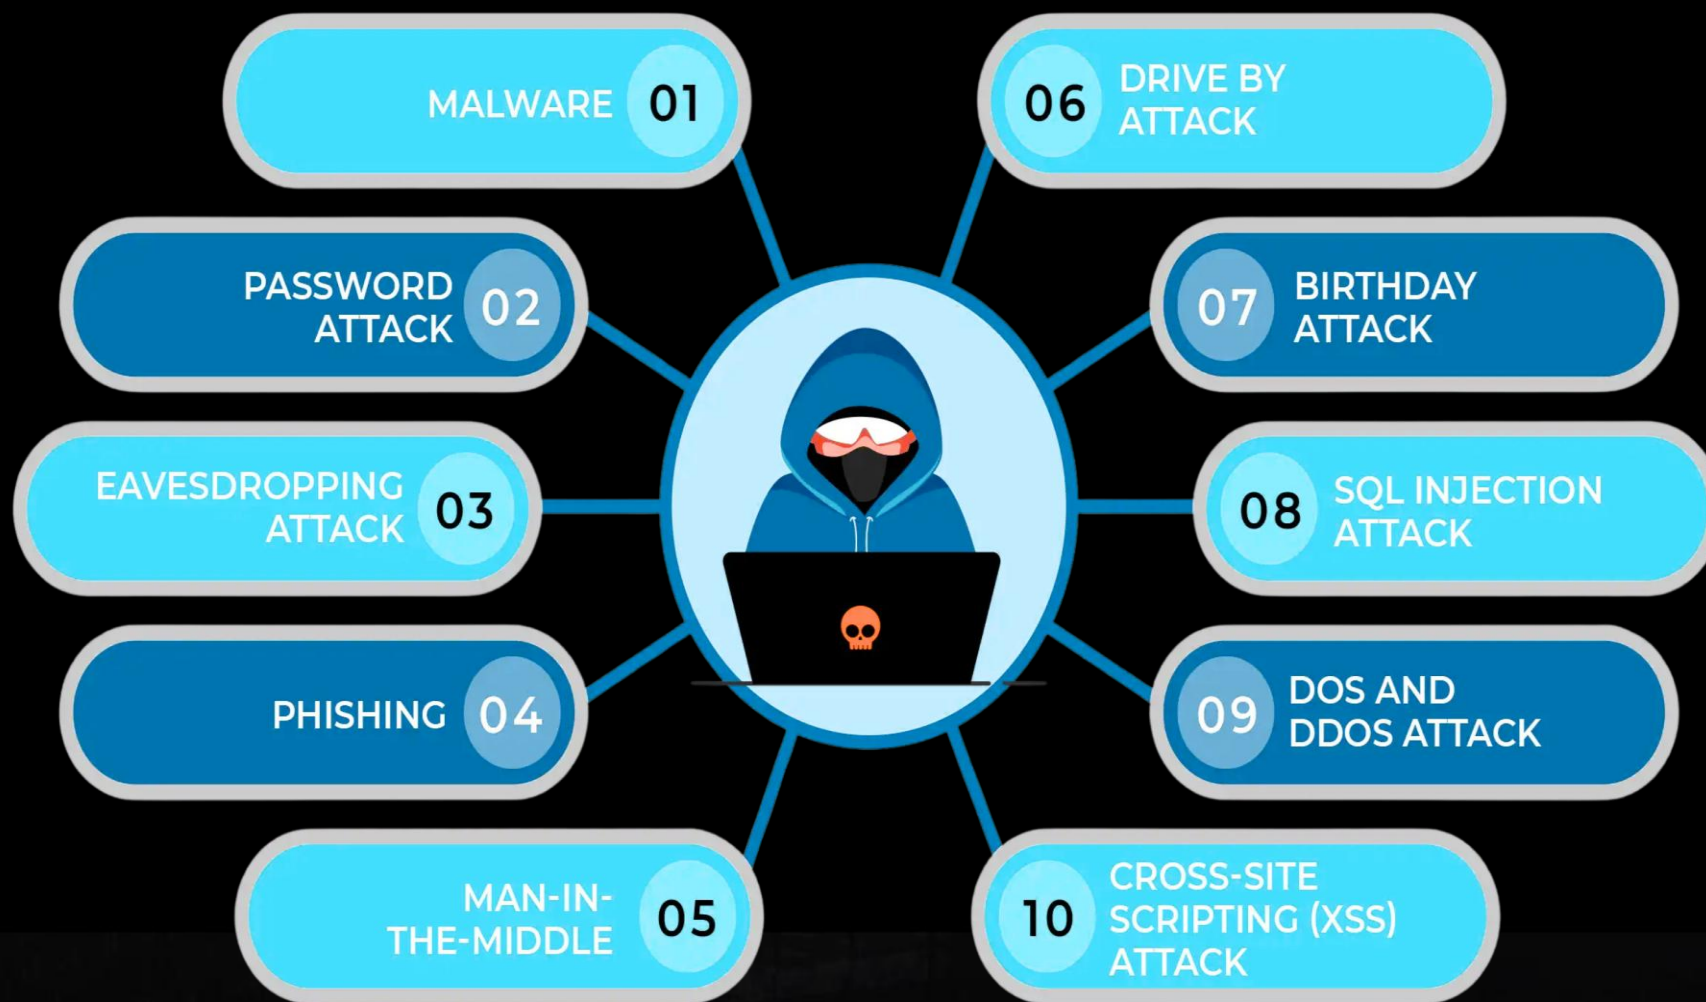 MALWARE 01
PASSWORD
ATTACK 02
EAVESDROPPING
ATTACK 03
PHISHING 04
MAN-IN-
THE-MIDDLE 05
06 DRIVE BY
ATTACK
07 BIRTHDAY
ATTACK
08 SQL INJECTION
ATTACK
09 DOS AND
DDOS ATTACK
10 CROSS-SITE
SCRIPTING (XSS)
ATTACK